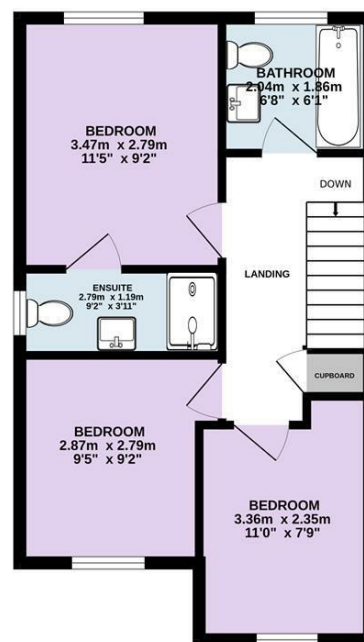 BATHROOM
2.04m x 1.86m
6'8" x 6'1"
BEDROOM
3.47m x 2.79m
11'5" x 9'2"
DOWN
LANDING
ENSUITE
2.79m x 1.19m
9'2" x 3'11"
CUPBOARD
BEDROOM
2.87m x 2.79m
9'5" x 9'2"
BEDROOM
3.36m x 2.35m
11'0" x 7'9"